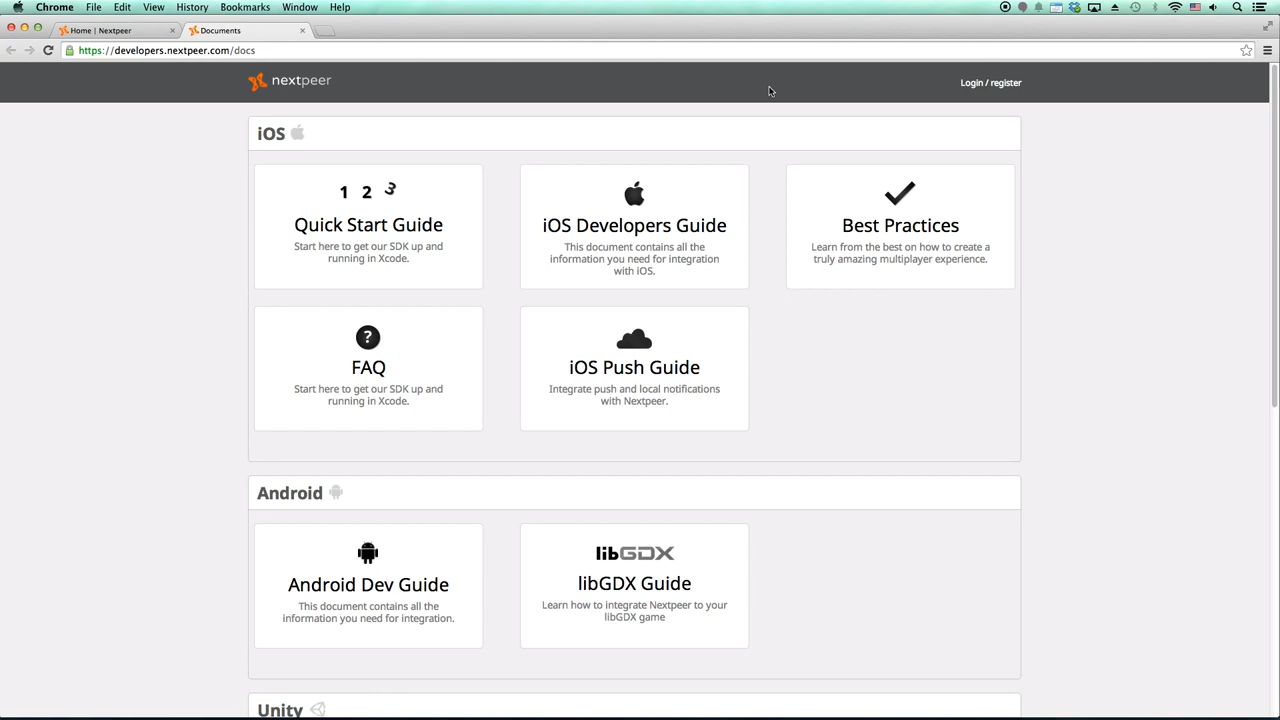 Chrome File Edit View History Bookmarks Window Help
Home | Nextpeer
Documents
https://developers.nextpeer.com/docs
nextpeer
Login / register
iOS
1 2 3
Quick Start Guide
Start here to get our SDK up and
running in Xcode.
iOS Developers Guide
This document contains all the
information you need for integration
with iOS.
Best Practices
Learn from the best on how to create a
truly amazing multiplayer experience.
?
FAQ
Start here to get our SDK up and
running in Xcode.
iOS Push Guide
Integrate push and local notifications
with Nextpeer.
Android
Android Dev Guide
This document contains all the
information you need for integration.
libGDX
libGDX Guide
Learn how to integrate Nextpeer to your
libGDX game
Unity